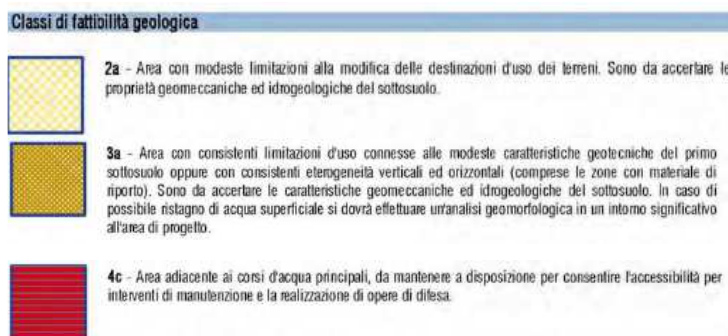 Classi di fattibilità geologica
2a - Area con modeste limitazioni alla modifica delle destinazioni d'uso dei terreni. Sono da accertare le
proprietà geomeccaniche ed idrogeologiche del sottosuolo.
3a - Area con consistenti limitazioni d'uso connesse alle modeste caratteristiche geotecniche del primo
sottosuolo oppure con consistenti eterogeneità verticali ed orizzontali (comprese le zone con materiale di
riporto). Sono da accertare le caratteristiche geomeccaniche ed idrogeologiche del sottosuolo. In caso di
possibile ristagno di acqua superficiale si dovrà effettuare un'analisi geomorfologica in un intorno significativo
all'area di progetto.
4c - Area adiacente ai corsi d'acqua principali, da mantenere a disposizione per consentire l'accessibilità per
interventi di manutenzione e la realizzazione di opere di difesa.